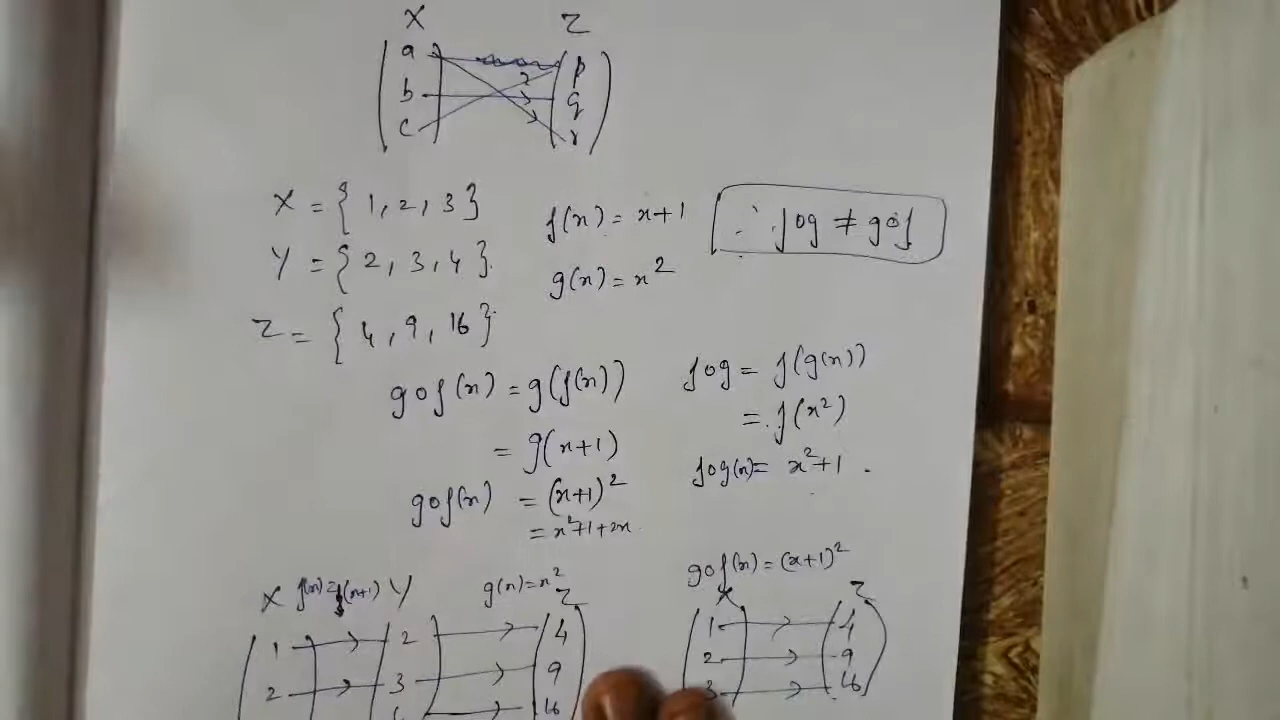 X Z
a p
b q
c r
X = { 1, 2, 3 }
Y = { 2, 3, 4 }.
Z = { 4, 9, 16 }
f(x) = x+1
g(x) = x²
∴ fog ≠ gof
gof(x) = g(f(x))
= g(x+1)
gof(x) = (x+1)²
= x²+1+2x.
fog = f(g(x))
= f(x²)
fog(x) = x²+1 .
X f(x) = (x+1) Y g(x) = x² Z
1 2 4
2 3 9
16
gof(x) = (x+1)²
X Z
1 4
2 9
3 16